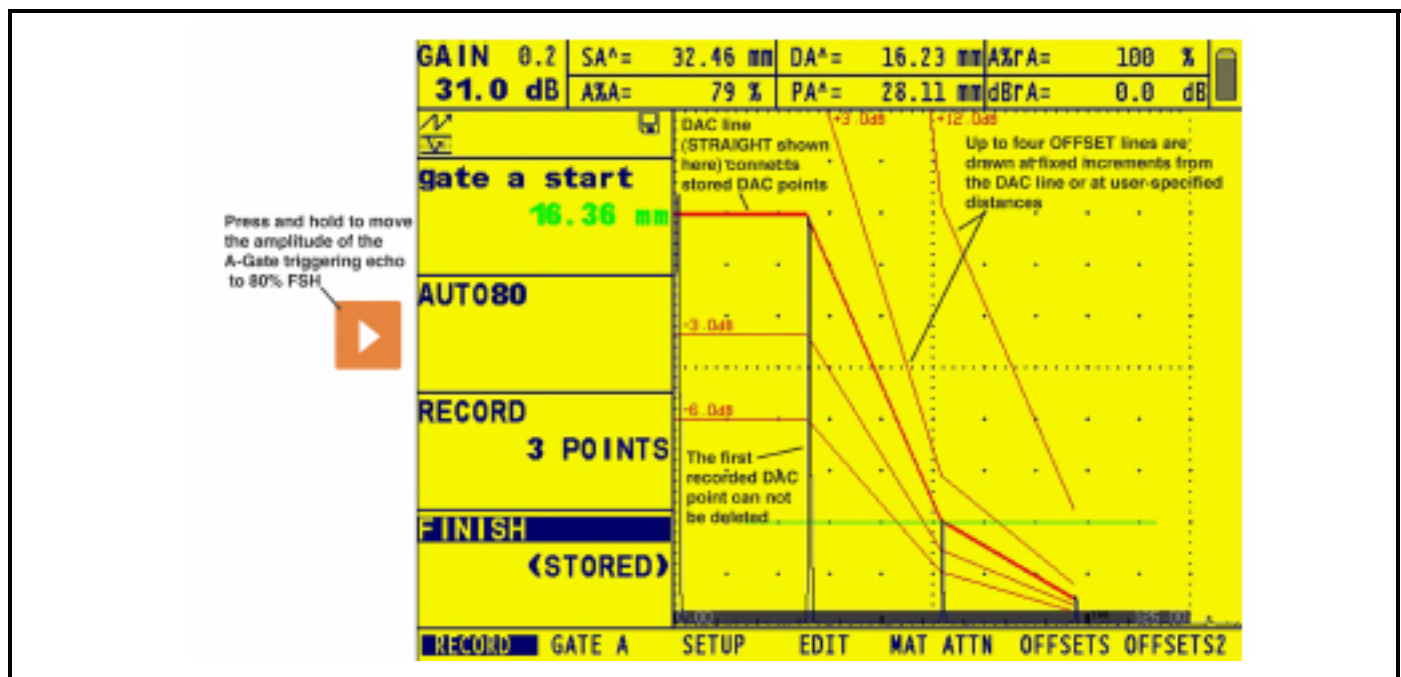 GAIN 0.2 SA^= 32.46 mm DA^= 16.23 mm A%rA= 100 %
31.0 dB A%A= 79 % PA^= 28.11 mm dBrA= 0.0 dB
gate a start
16.36 mm
AUTO80
RECORD
3 POINTS
FINISH
(STORED)
Press and hold to move
the amplitude of the
A-Gate triggering echo
to 80% FSH
DAC line
(STRAIGHT shown
here) connects
stored DAC points
+3.0dB
+12.0dB
Up to four OFFSET lines are
drawn at fixed increments from
the DAC line or at user-specified
distances
-3.0dB
-6.0dB
The first
recorded DAC
point can not
be deleted
125.00
RECORD GATE A SETUP EDIT MAT ATTN OFFSETS OFFSETS2